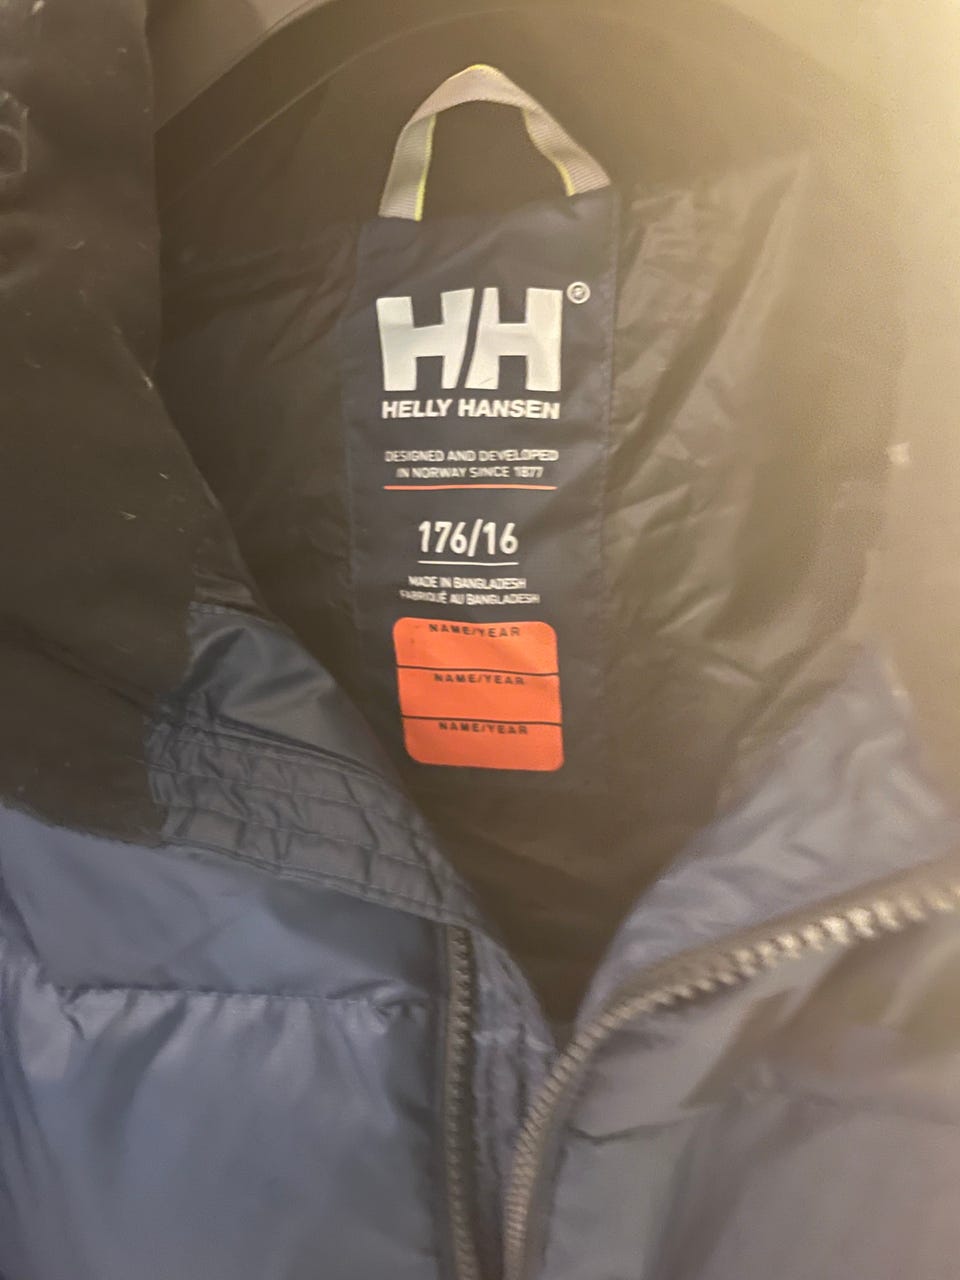 HH®
HELLY HANSEN
DESIGNED AND DEVELOPED
IN NORWAY SINCE 1877
176/16
MADE IN BANGLADESH
FABRIQUÉ AU BANGLADESH
NAME/YEAR
NAME/YEAR
NAME/YEAR